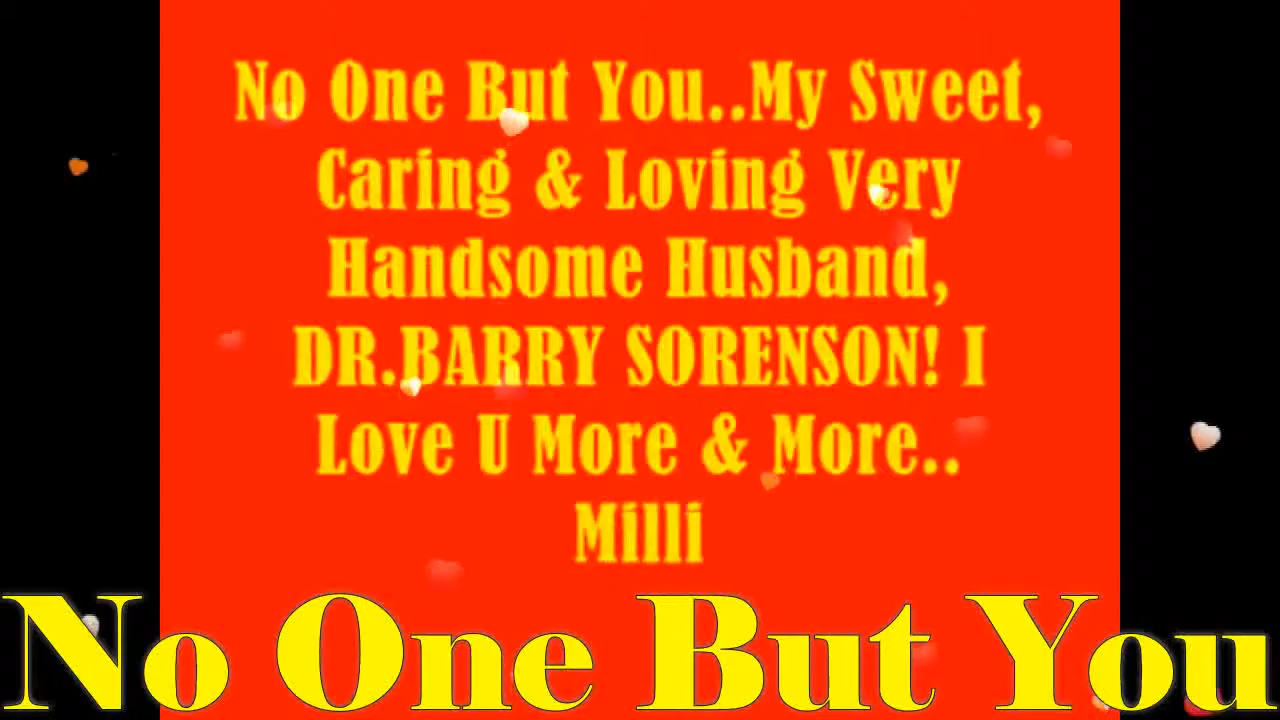 No One But You..My Sweet,
Caring & Loving Very
Handsome Husband,
DR.BARRY SORENSON! I
Love U More & More..
Milli
No One But You